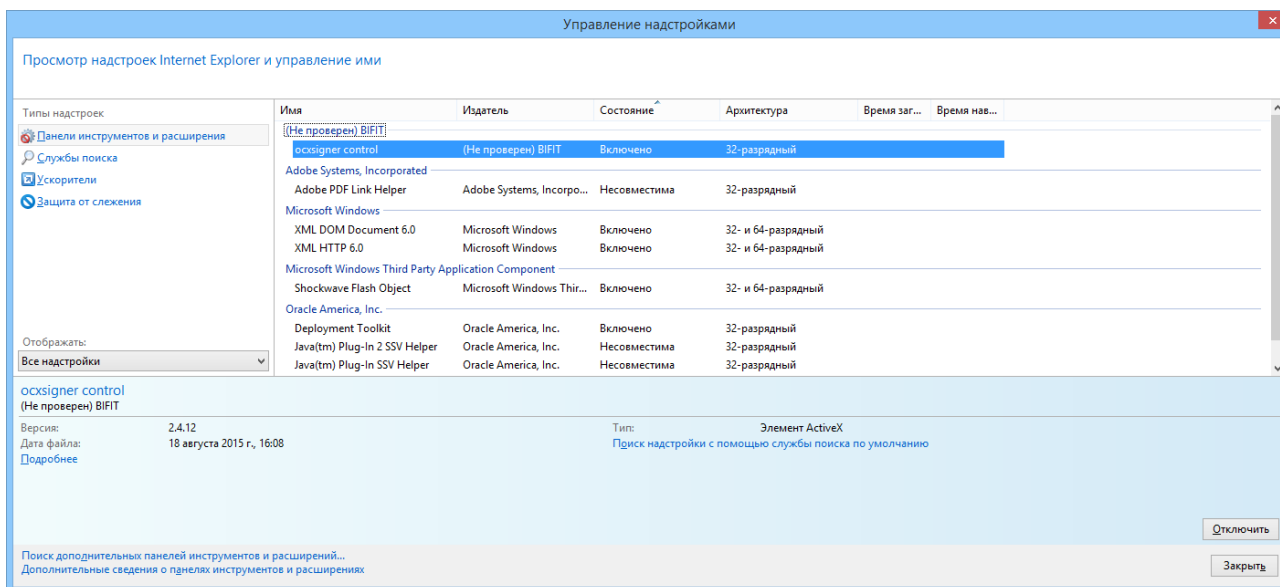 Управление надстройками
Просмотр надстроек Internet Explorer и управление ими
Типы надстроек
Панели инструментов и расширения
Службы поиска
Ускорители
Защита от слежения
Отображать:
Все надстройки
Имя Издатель Состояние Архитектура Время заг... Время нав...
(Не проверен) BIFIT
ocxsigner control (Не проверен) BIFIT Включено 32-разрядный
Adobe Systems, Incorporated
Adobe PDF Link Helper Adobe Systems, Incorpo... Несовместима 32-разрядный
Microsoft Windows
XML DOM Document 6.0 Microsoft Windows Включено 32- и 64-разрядный
XML HTTP 6.0 Microsoft Windows Включено 32- и 64-разрядный
Microsoft Windows Third Party Application Component
Shockwave Flash Object Microsoft Windows Thir... Включено 32- и 64-разрядный
Oracle America, Inc.
Deployment Toolkit Oracle America, Inc. Включено 32-разрядный
Java(tm) Plug-In 2 SSV Helper Oracle America, Inc. Несовместима 32-разрядный
Java(tm) Plug-In SSV Helper Oracle America, Inc. Несовместима 32-разрядный
ocxsigner control
(Не проверен) BIFIT
Версия: 2.4.12 Тип: Элемент ActiveX
Дата файла: 18 августа 2015 г., 16:08 Поиск надстройки с помощью службы поиска по умолчанию
Подробнее
Отключить
Поиск дополнительных панелей инструментов и расширений...
Дополнительные сведения о панелях инструментов и расширениях
Закрыть